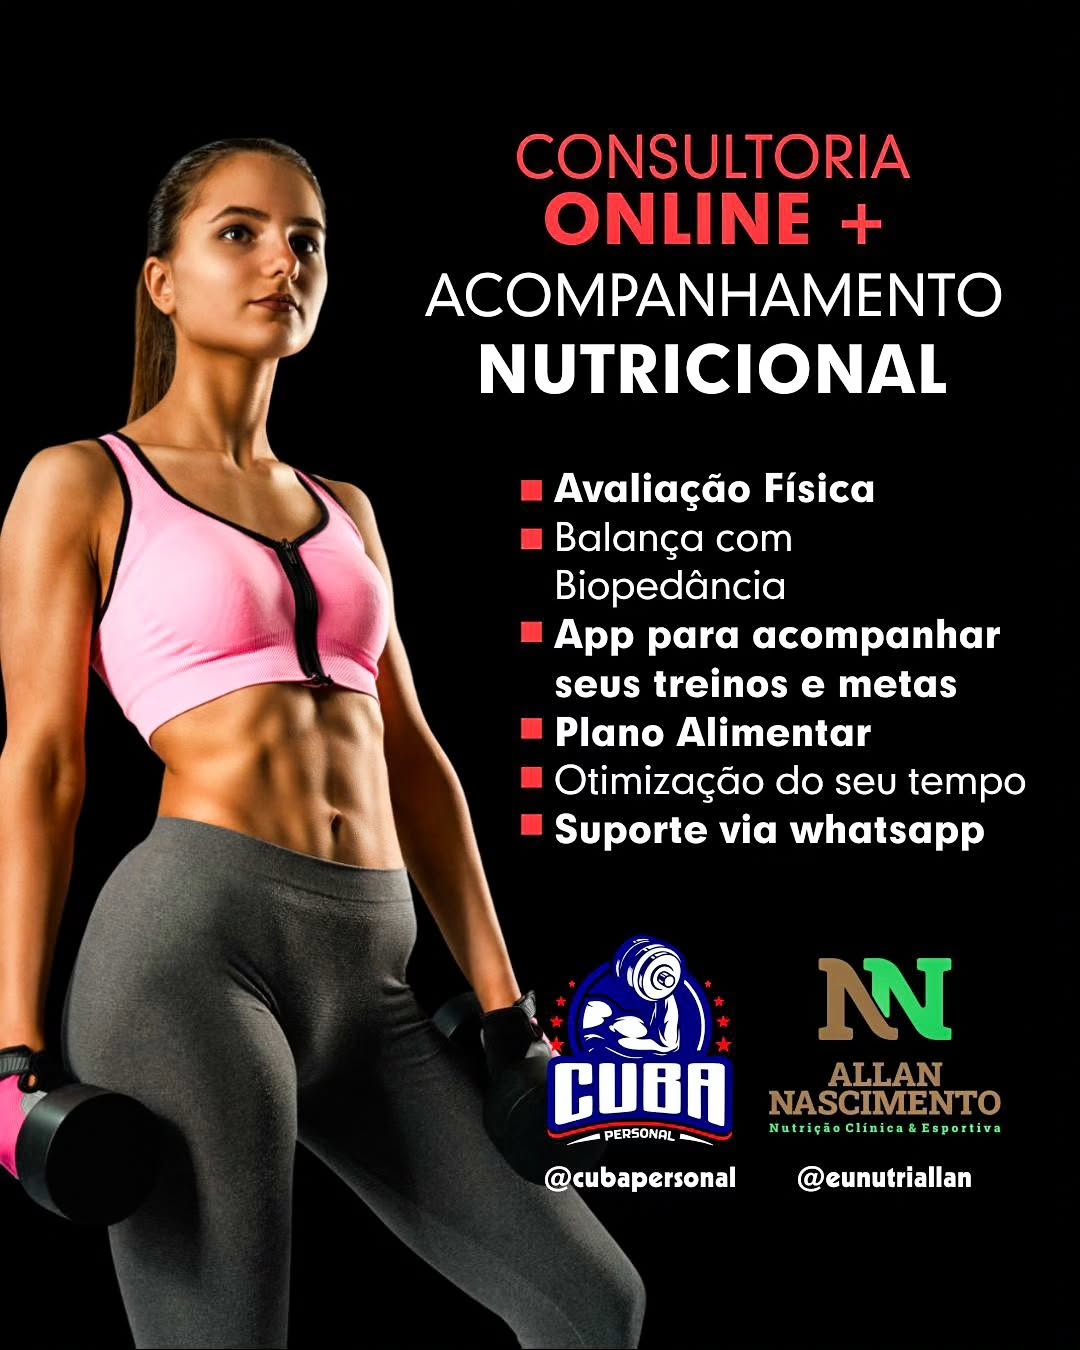 CONSULTORIA
ONLINE +
ACOMPANHAMENTO
NUTRICIONAL
Avaliação Física
Balança com
Biopedância
App para acompanhar
seus treinos e metas
Plano Alimentar
Otimização do seu tempo
Suporte via whatsapp
CUBA
PERSONAL
@cubapersonal
NN
ALLAN
NASCIMENTO
Nutrição Clínica & Esportiva
@eunutriallan